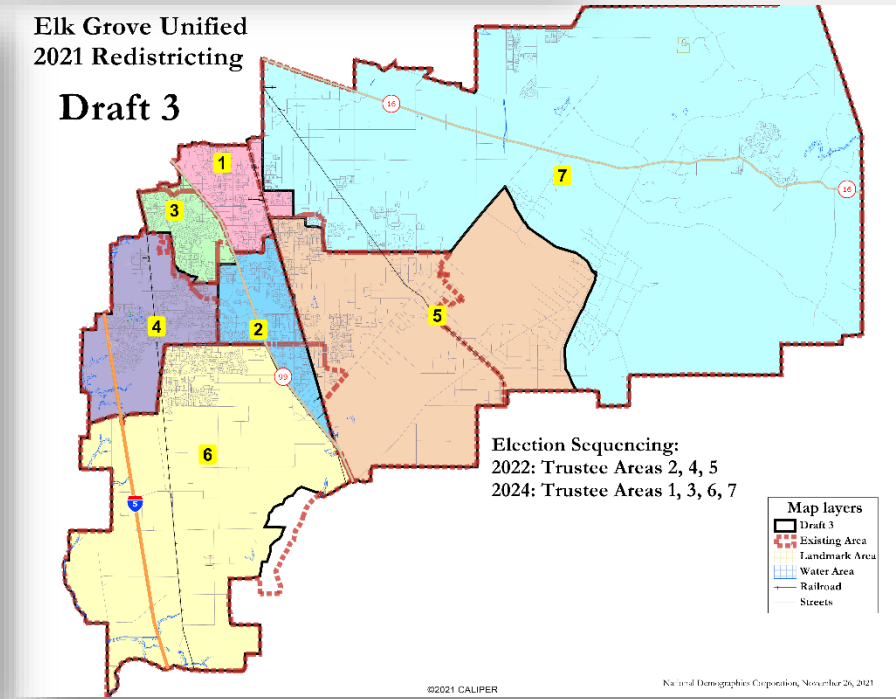 Elk Grove Unified
2021 Redistricting
Draft 3
16
1
7
16
3
5
4
2
99
6
Election Sequencing:
2022: Trustee Areas 2, 4, 5
2024: Trustee Areas 1, 3, 6, 7
5
Map layers
Draft 3
Existing Area
Landmark Area
Water Area
Railroad
Streets
©2021 CALIPER
National Demographics Corporation, November 26, 2021